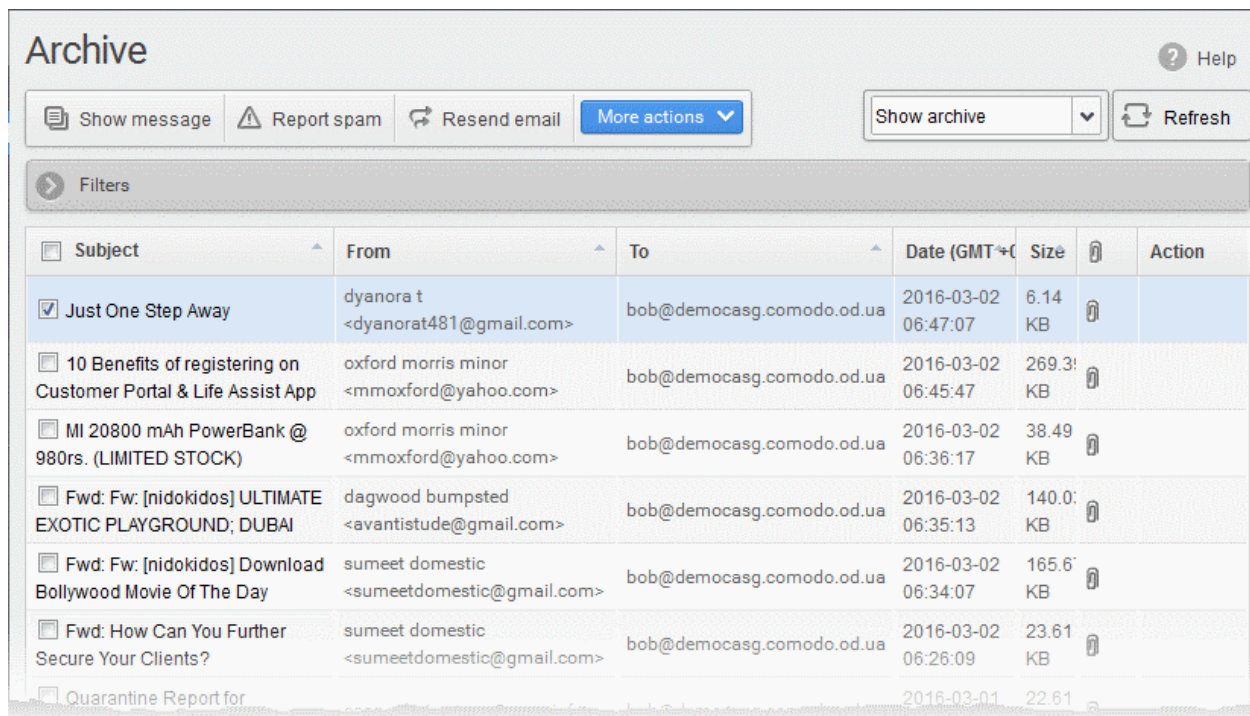 Archive
Help
Show message Report spam Resend email More actions Show archive Refresh
Filters
Subject From To Date (GMT Size Action
Just One Step Away
dyanora t
<dyanorat481@gmail.com>
bob@democasg.comodo.od.ua
2016-03-02
06:47:07
6.14
KB
10 Benefits of registering on
Customer Portal & Life Assist App
oxford morris minor
<mmoxford@yahoo.com>
bob@democasg.comodo.od.ua
2016-03-02
06:45:47
269.3
KB
MI 20800 mAh PowerBank @
980rs. (LIMITED STOCK)
oxford morris minor
<mmoxford@yahoo.com>
bob@democasg.comodo.od.ua
2016-03-02
06:36:17
38.49
KB
Fwd: Fw: [nidokidos] ULTIMATE
EXOTIC PLAYGROUND; DUBAI
dagwood bumpsted
<avantistude@gmail.com>
bob@democasg.comodo.od.ua
2016-03-02
06:35:13
140.0
KB
Fwd: Fw: [nidokidos] Download
Bollywood Movie Of The Day
sumeet domestic
<sumeetdomestic@gmail.com>
bob@democasg.comodo.od.ua
2016-03-02
06:34:07
165.6
KB
Fwd: How Can You Further
Secure Your Clients?
sumeet domestic
<sumeetdomestic@gmail.com>
bob@democasg.comodo.od.ua
2016-03-02
06:26:09
23.61
KB
Quarantine Report for
2016-03-01
22.61